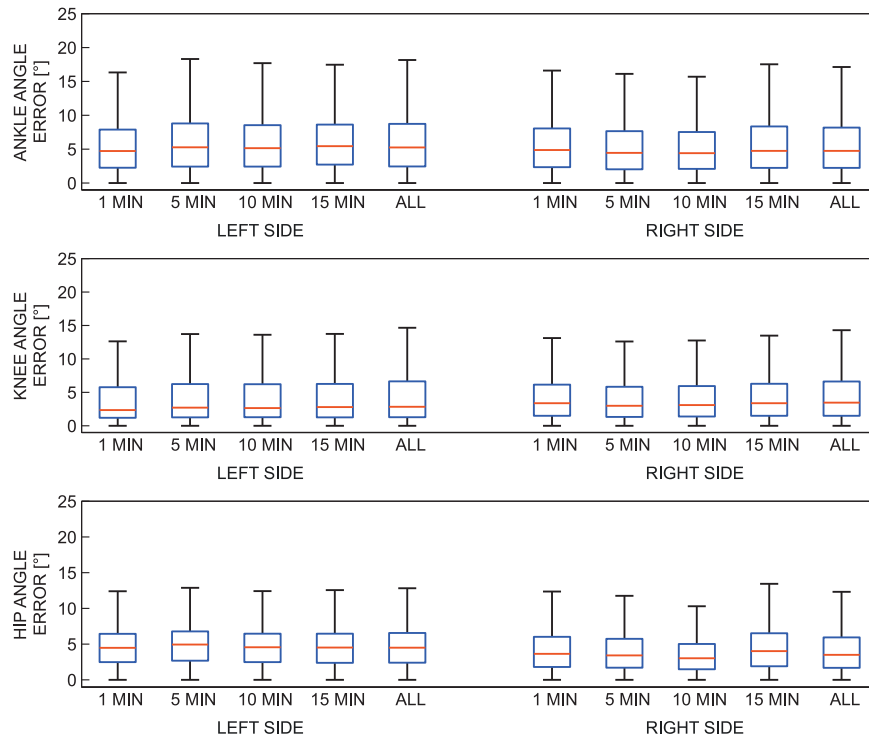 ANKLE ANGLE
ERROR [°]
25
20
15
10
5
0
1 MIN 5 MIN 10 MIN 15 MIN ALL 1 MIN 5 MIN 10 MIN 15 MIN ALL
LEFT SIDE RIGHT SIDE
KNEE ANGLE
ERROR [°]
25
20
15
10
5
0
1 MIN 5 MIN 10 MIN 15 MIN ALL 1 MIN 5 MIN 10 MIN 15 MIN ALL
LEFT SIDE RIGHT SIDE
HIP ANGLE
ERROR [°]
25
20
15
10
5
0
1 MIN 5 MIN 10 MIN 15 MIN ALL 1 MIN 5 MIN 10 MIN 15 MIN ALL
LEFT SIDE RIGHT SIDE